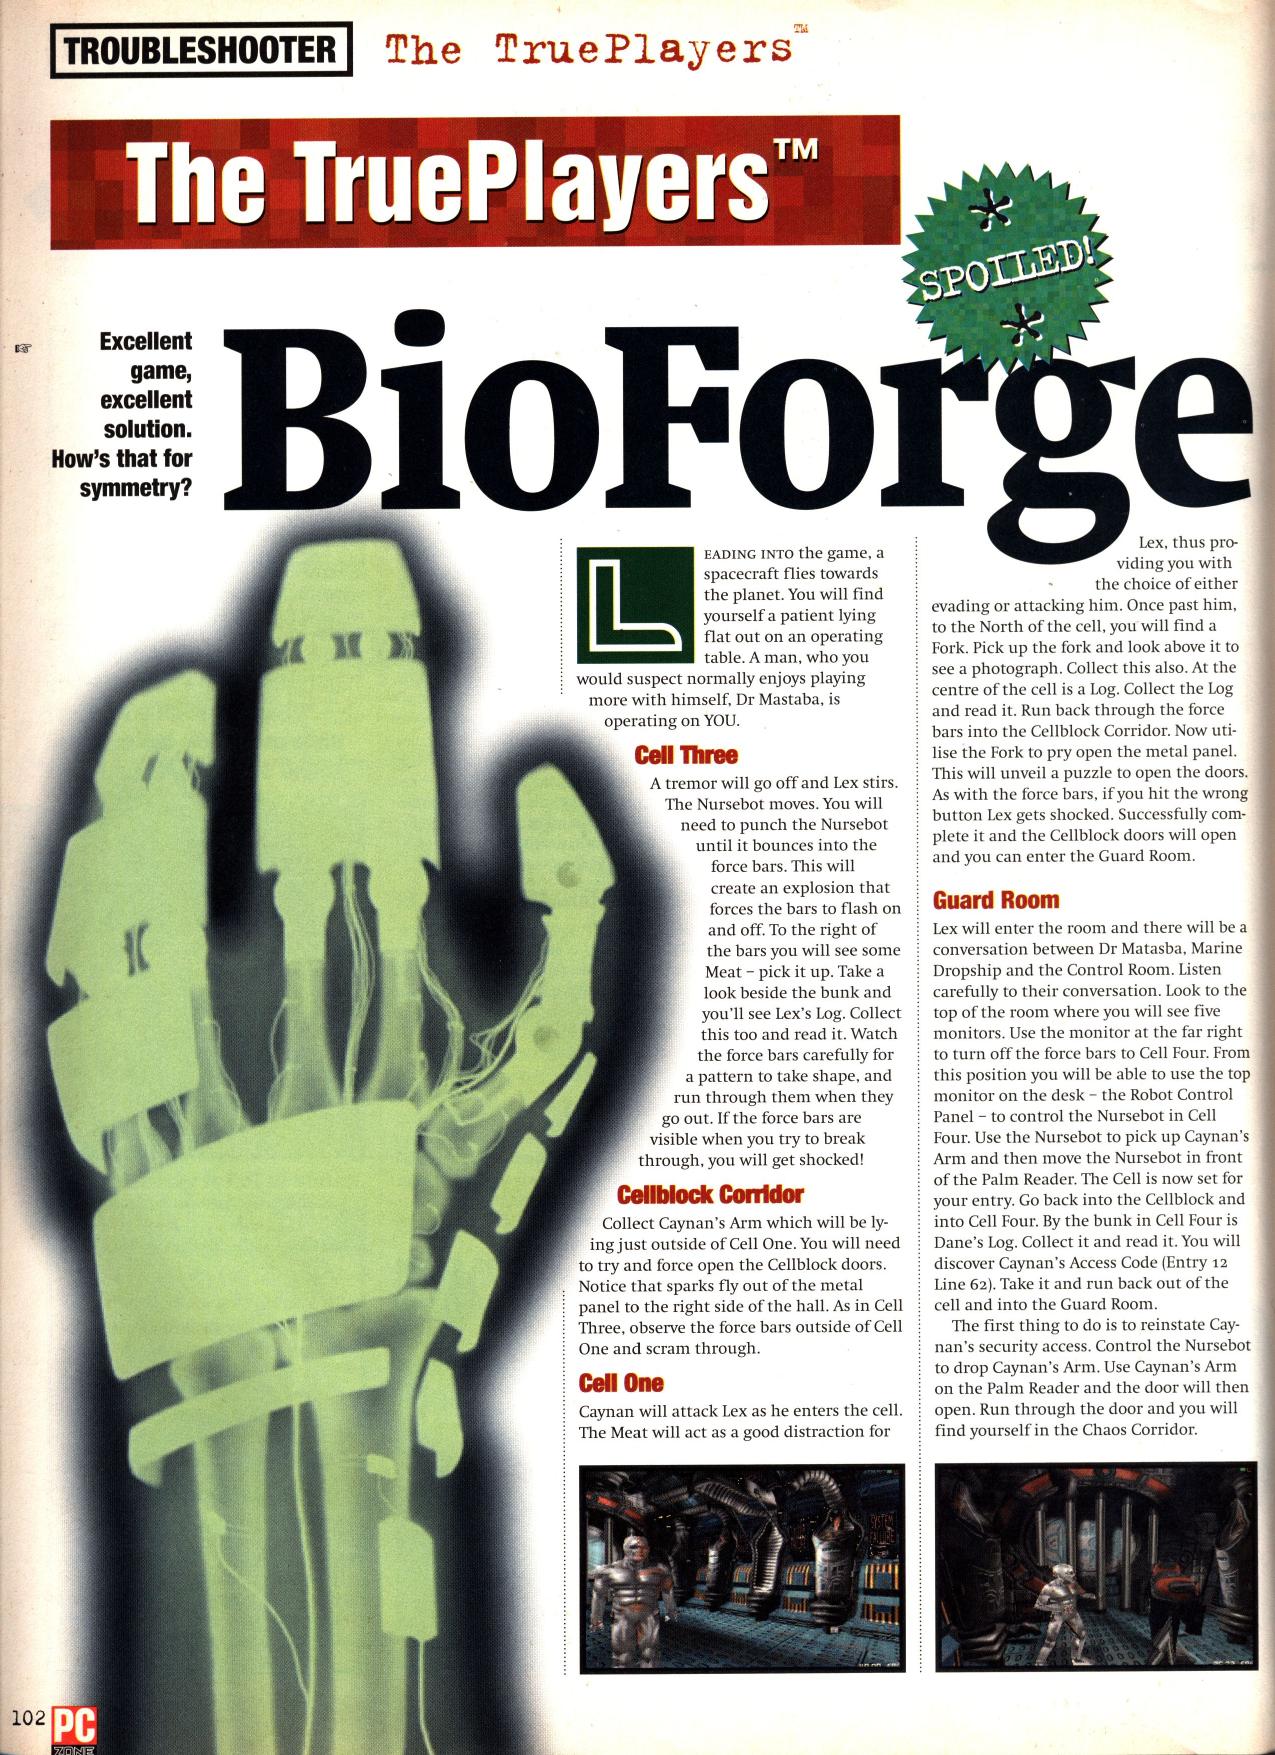 TROUBLESHOOTER The TruePlayers™
The TruePlayers™
SPOILED!
Excellent
game,
excellent
solution.
How's that for
symmetry?
BioForge
LEADING INTO the game, a
spacecraft flies towards
the planet. You will find
yourself a patient lying
flat out on an operating
table. A man, who you
would suspect normally enjoys playing
more with himself, Dr Mastaba, is
operating on YOU.
Cell Three
A tremor will go off and Lex stirs.
The Nursebot moves. You will
need to punch the Nursebot
until it bounces into the
force bars. This will
create an explosion that
forces the bars to flash on
and off. To the right of
the bars you will see some
Meat – pick it up. Take a
look beside the bunk and
you'll see Lex's Log. Collect
this too and read it. Watch
the force bars carefully for
a pattern to take shape, and
run through them when they
go out. If the force bars are
visible when you try to break
through, you will get shocked!
Cellblock Corridor
Collect Caynan's Arm which will be ly-
ing just outside of Cell One. You will need
to try and force open the Cellblock doors.
Notice that sparks fly out of the metal
panel to the right side of the hall. As in Cell
Three, observe the force bars outside of Cell
One and scram through.
Cell One
Caynan will attack Lex as he enters the cell.
The Meat will act as a good distraction for
Lex, thus pro-
viding you with
the choice of either
evading or attacking him. Once past him,
to the North of the cell, you will find a
Fork. Pick up the fork and look above it to
see a photograph. Collect this also. At the
centre of the cell is a Log. Collect the Log
and read it. Run back through the force
bars into the Cellblock Corridor. Now uti-
lise the Fork to pry open the metal panel.
This will unveil a puzzle to open the doors.
As with the force bars, if you hit the wrong
button Lex gets shocked. Successfully com-
plete it and the Cellblock doors will open
and you can enter the Guard Room.
Guard Room
Lex will enter the room and there will be a
conversation between Dr Matasba, Marine
Dropship and the Control Room. Listen
carefully to their conversation. Look to the
top of the room where you will see five
monitors. Use the monitor at the far right
to turn off the force bars to Cell Four. From
this position you will be able to use the top
monitor on the desk – the Robot Control
Panel – to control the Nursebot in Cell
Four. Use the Nursebot to pick up Caynan's
Arm and then move the Nursebot in front
of the Palm Reader. The Cell is now set for
your entry. Go back into the Cellblock and
into Cell Four. By the bunk in Cell Four is
Dane's Log. Collect it and read it. You will
discover Caynan's Access Code (Entry 12
Line 62). Take it and run back out of the
cell and into the Guard Room.
The first thing to do is to reinstate Cay-
nan's security access. Control the Nursebot
to drop Caynan's Arm. Use Caynan's Arm
on the Palm Reader and the door will then
open. Run through the door and you will
find yourself in the Chaos Corridor.
SYSTEM
FAILURE
102 PC
ZONE